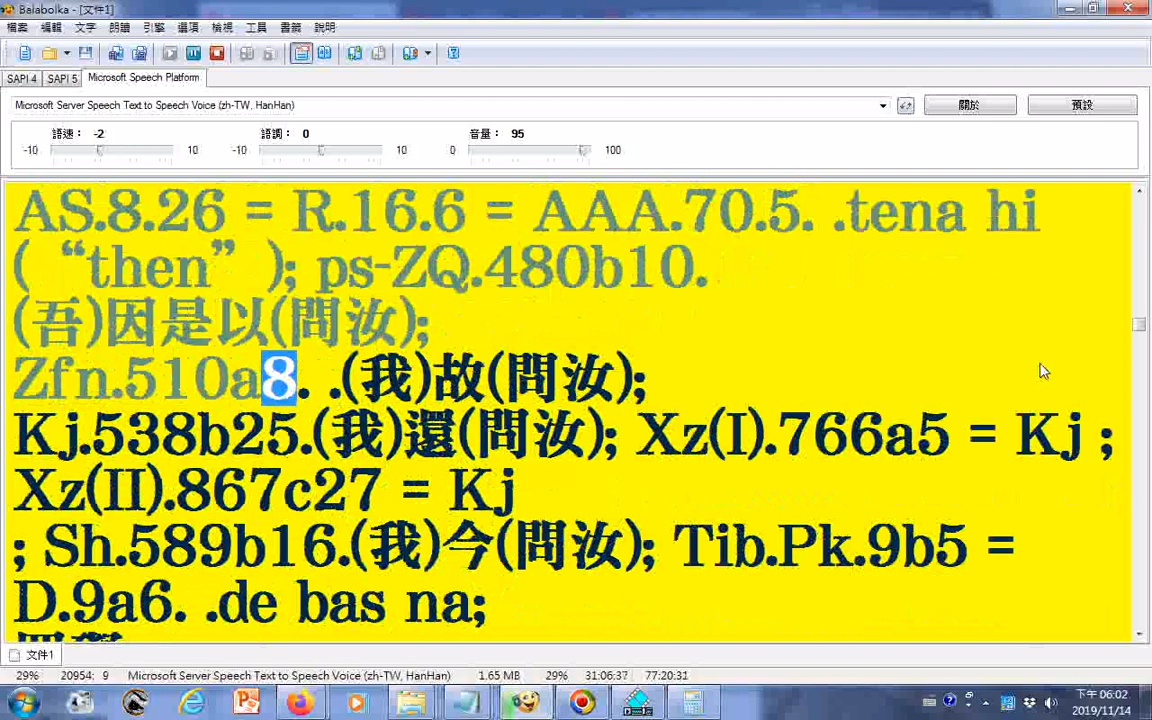 Balabolka - [文件1]
檔案 編輯 文字 朗讀 引擎 選項 檢視 工具 書籤 說明
SAPI 4 SAPI 5 Microsoft Speech Platform
Microsoft Server Speech Text to Speech Voice (zh-TW, HanHan) 關於 預設
語速： -2 語調： 0 音量： 95
-10 10 -10 10 0 100
AS.8.26 = R.16.6 = AAA.70.5. .tena hi
(“then”); ps-ZQ.480b10.
(吾)因是以(問汝);
Zfn.510a8. .(我)故(問汝);
Kj.538b25.(我)還(問汝); Xz(I).766a5 = Kj ;
Xz(II).867c27 = Kj
; Sh.589b16.(我)今(問汝); Tib.Pk.9b5 =
D.9a6. .de bas na;
文件1
29% 20954: 9 Microsoft Server Speech Text to Speech Voice (zh-TW, HanHan) 1.65 MB 29% 31:06:37 77:20:31
下午 06:02
2019/11/14